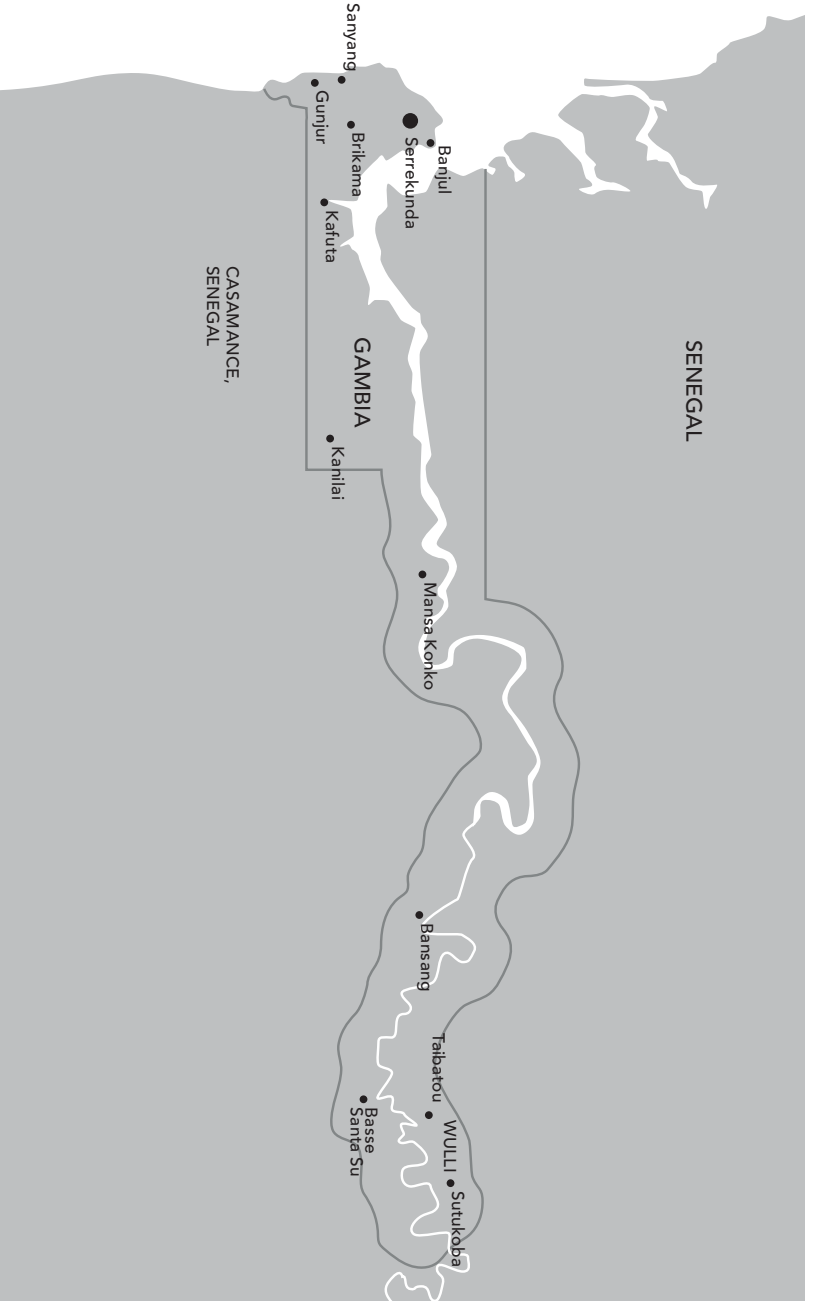 SENEGAL
Banjul
Serrekunda
Sanyang
Brikama
Gunjur
Kafuta
GAMBIA
Kanilai
CASAMANCE,
SENEGAL
Mansa Konko
Bansang
Taibatou
WULLI
Sutukoba
Basse
Santa Su